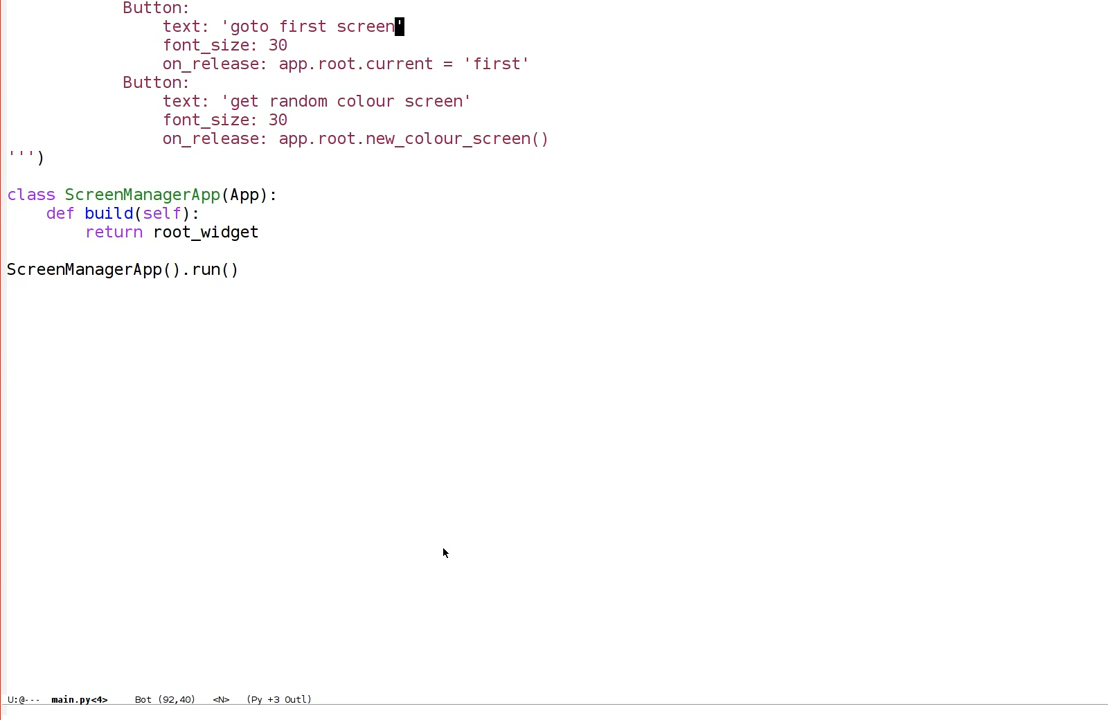 Button:
text: 'goto first screen'
font_size: 30
on_release: app.root.current = 'first'
Button:
text: 'get random colour screen'
font_size: 30
on_release: app.root.new_colour_screen()
''')
class ScreenManagerApp(App):
def build(self):
return root_widget
ScreenManagerApp().run()
U:@--- main.py<4> Bot (92,40) <N> (Py +3 Outl)